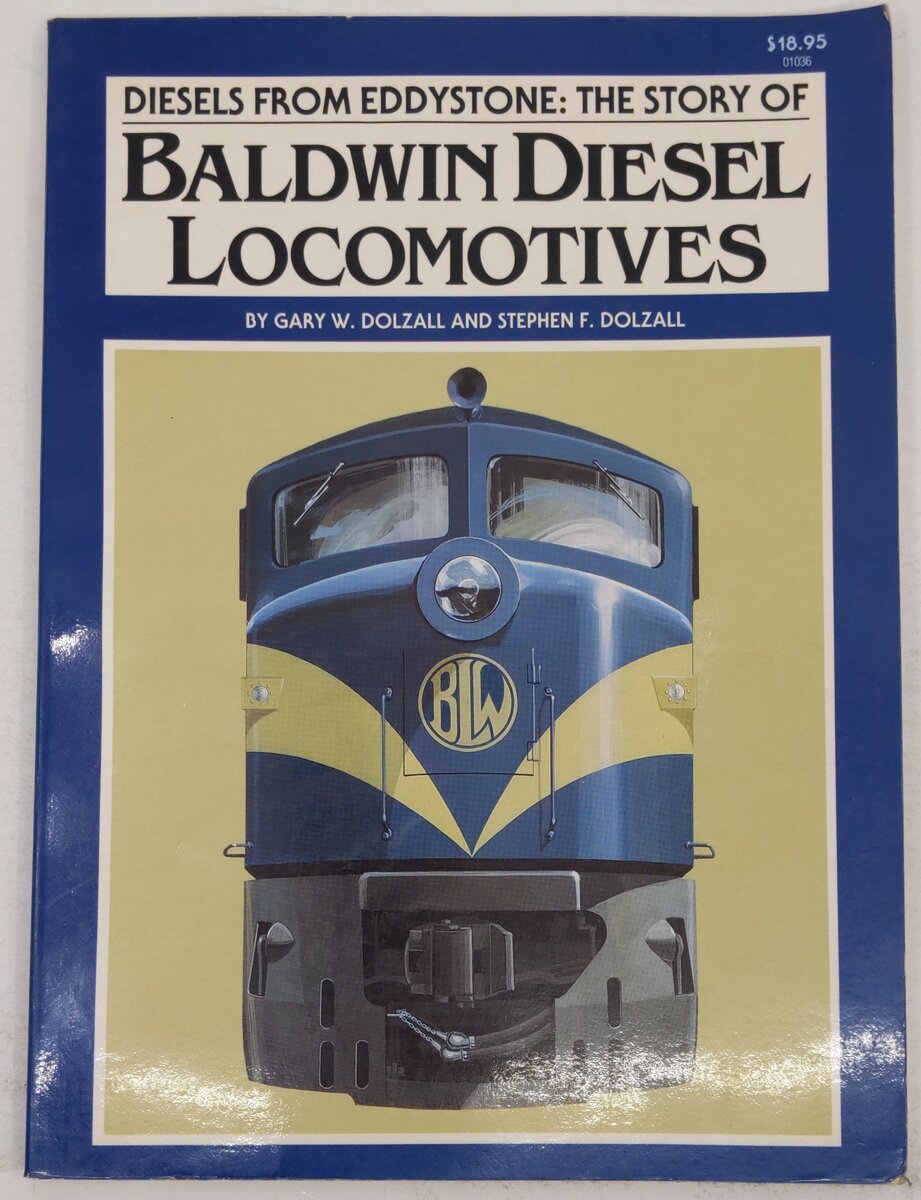 $18.95
01036
DIESELS FROM EDDYSTONE: THE STORY OF
BALDWIN DIESEL
LOCOMOTIVES
BY GARY W. DOLZALL AND STEPHEN F. DOLZALL
BLW